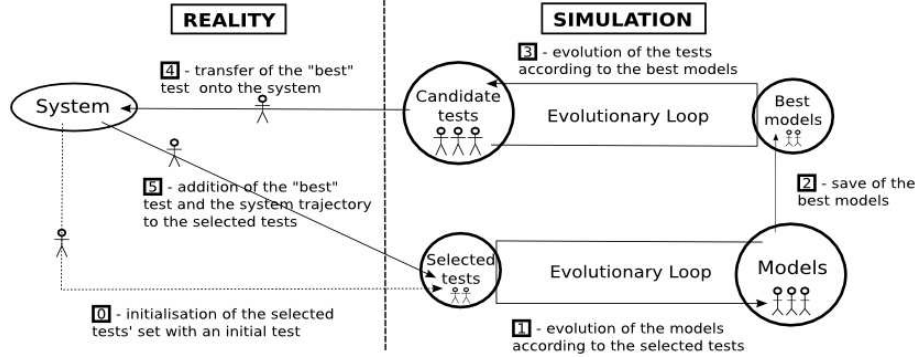 REALITY
SIMULATION
4 - transfer of the "best"
test onto the system
3 - evolution of the tests
according to the best models
System
Candidate
tests
Evolutionary Loop
Best
models
5 - addition of the "best"
test and the system trajectory
to the selected tests
2 - save of the
best models
Selected
tests
Evolutionary Loop
Models
0 - initialisation of the selected
tests' set with an initial test
1 - evolution of the models
according to the selected tests